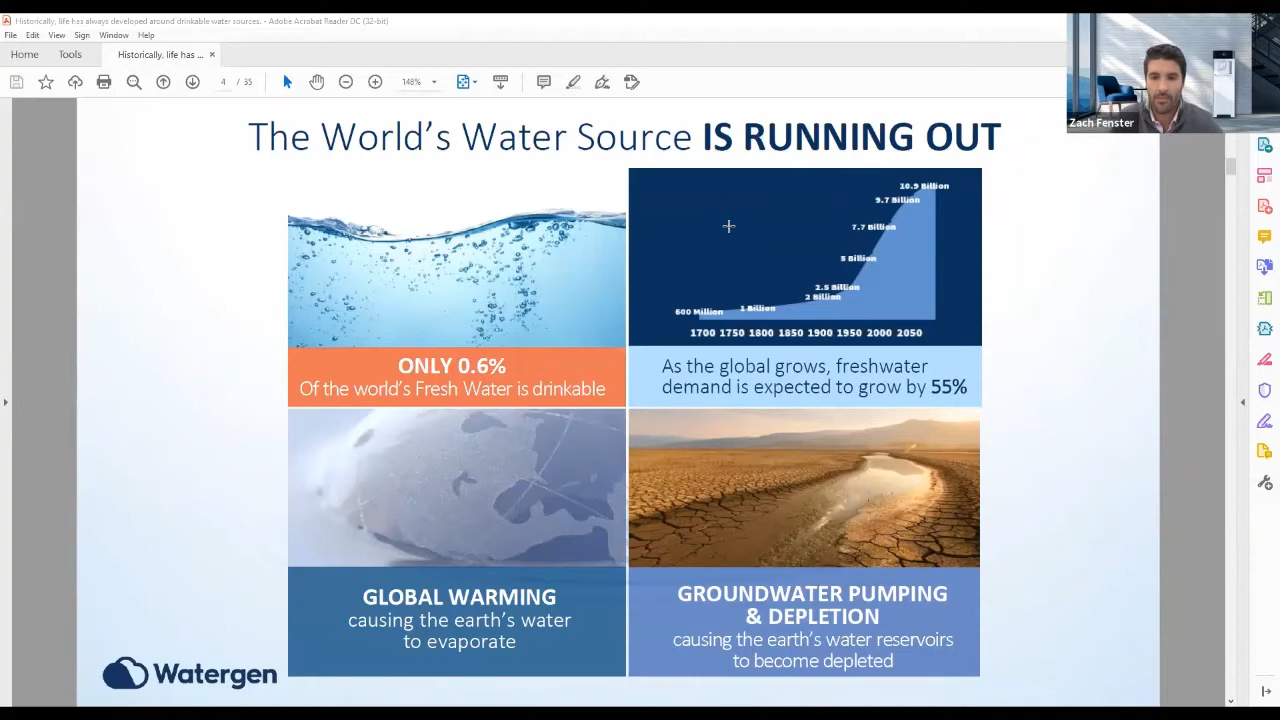 Historically, life has always developed around drinkable water sources. - Adobe Acrobat Reader DC (32-bit)
File Edit View Sign Window Help
Home Tools Historically, life has ... ×
4 / 35 148%
Zach Fenster
The World's Water Source IS RUNNING OUT
10.9 Billion
9.7 Billion
7.7 Billion
5 Billion
2.5 Billion
2 Billion
1 Billion
600 Million
1700 1750 1800 1850 1900 1950 2000 2050
ONLY 0.6%
Of the world's Fresh Water is drinkable
As the global grows, freshwater
demand is expected to grow by 55%
GLOBAL WARMING
causing the earth's water
to evaporate
GROUNDWATER PUMPING
& DEPLETION
causing the earth's water reservoirs
to become depleted
Watergen